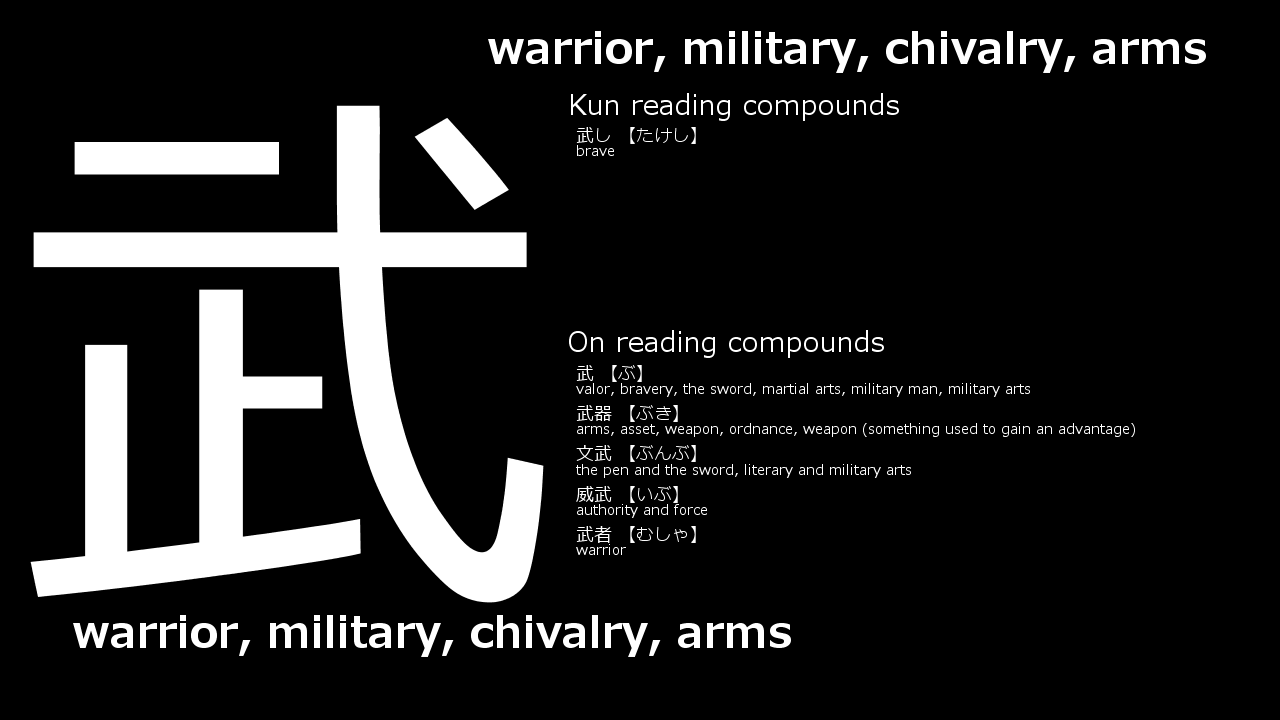 warrior, military, chivalry, arms
武
Kun reading compounds
武し 【たけし】
brave
On reading compounds
武 【ぶ】
valor, bravery, the sword, martial arts, military man, military arts
武器 【ぶき】
arms, asset, weapon, ordnance, weapon (something used to gain an advantage)
文武 【ぶんぶ】
the pen and the sword, literary and military arts
威武 【いぶ】
authority and force
武者 【むしゃ】
warrior
warrior, military, chivalry, arms